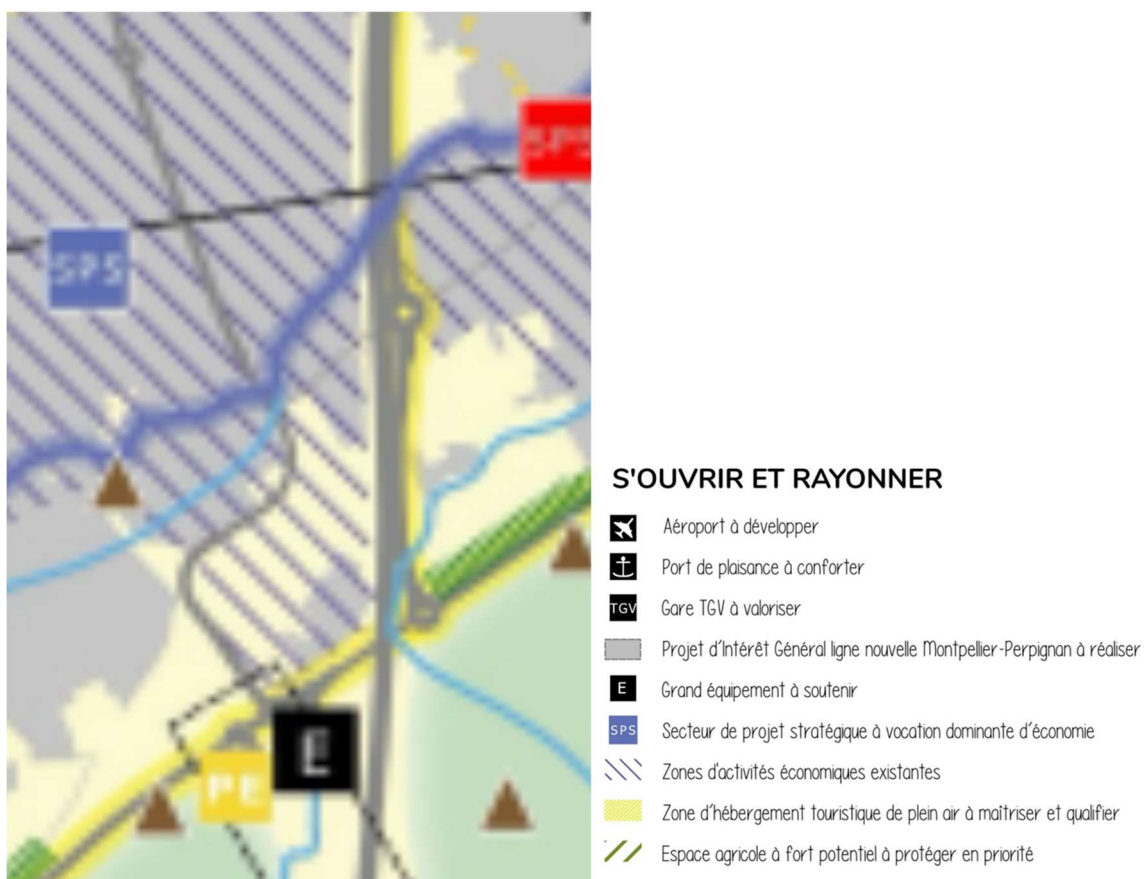 SPS
SPS
E
PE
S'OUVRIR ET RAYONNER
Aéroport à développer
Port de plaisance à conforter
TGV Gare TGV à valoriser
Projet d'Intérêt Général ligne nouvelle Montpellier-Perpignan à réaliser
E Grand équipement à soutenir
SPS Secteur de projet stratégique à vocation dominante d'économie
Zones d'activités économiques existantes
Zone d'hébergement touristique de plein air à maîtriser et qualifier
Espace agricole à fort potentiel à protéger en priorité